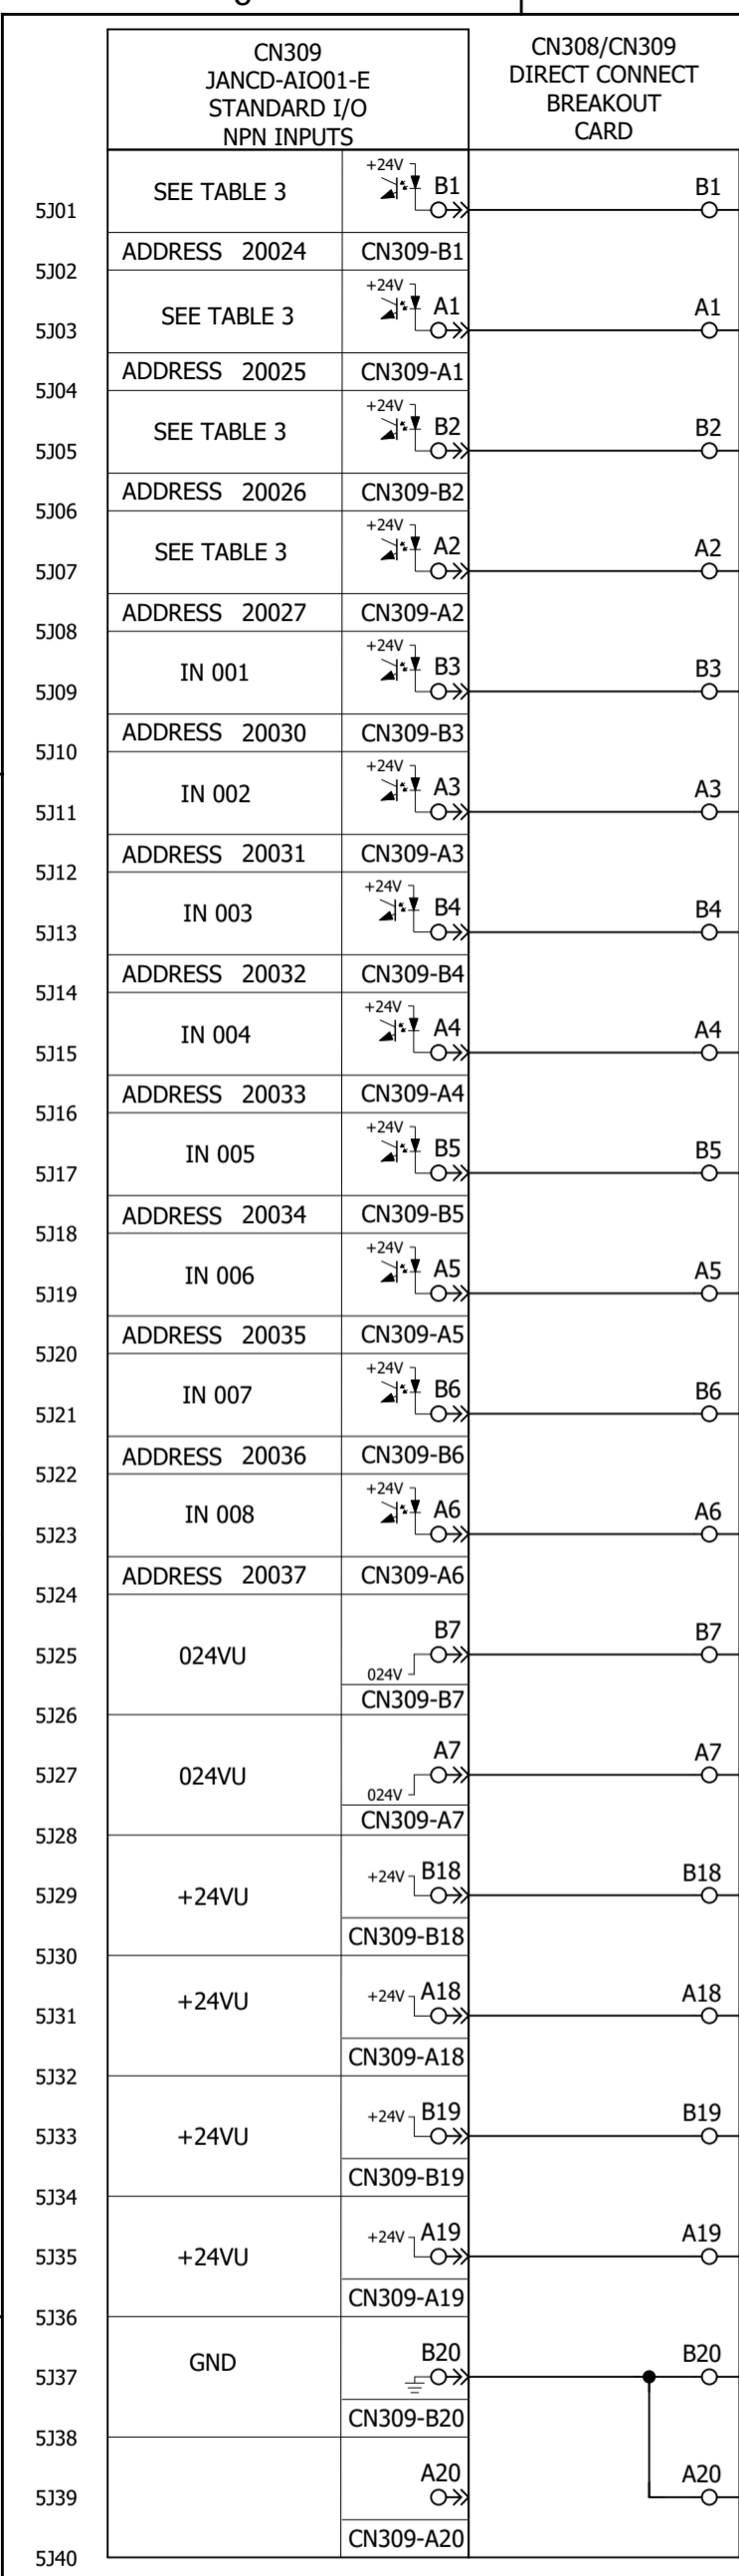 CN309
JANCD-AIO01-E
STANDARD I/O
NPN INPUTS
CN308/CN309
DIRECT CONNECT
BREAKOUT
CARD
5J01 SEE TABLE 3 +24V B1 B1
5J02 ADDRESS 20024 CN309-B1
5J03 SEE TABLE 3 +24V A1 A1
5J04 ADDRESS 20025 CN309-A1
5J05 SEE TABLE 3 +24V B2 B2
5J06 ADDRESS 20026 CN309-B2
5J07 SEE TABLE 3 +24V A2 A2
5J08 ADDRESS 20027 CN309-A2
5J09 IN 001 +24V B3 B3
5J10 ADDRESS 20030 CN309-B3
5J11 IN 002 +24V A3 A3
5J12 ADDRESS 20031 CN309-A3
5J13 IN 003 +24V B4 B4
5J14 ADDRESS 20032 CN309-B4
5J15 IN 004 +24V A4 A4
5J16 ADDRESS 20033 CN309-A4
5J17 IN 005 +24V B5 B5
5J18 ADDRESS 20034 CN309-B5
5J19 IN 006 +24V A5 A5
5J20 ADDRESS 20035 CN309-A5
5J21 IN 007 +24V B6 B6
5J22 ADDRESS 20036 CN309-B6
5J23 IN 008 +24V A6 A6
5J24 ADDRESS 20037 CN309-A6
5J25 024VU 024V B7 B7
5J26 CN309-B7
5J27 024VU 024V A7 A7
5J28 CN309-A7
5J29 +24VU +24V B18 B18
5J30 CN309-B18
5J31 +24VU +24V A18 A18
5J32 CN309-A18
5J33 +24VU +24V B19 B19
5J34 CN309-B19
5J35 +24VU +24V A19 A19
5J36 CN309-A19
5J37 GND B20 B20
5J38 CN309-B20
5J39 A20 A20
5J40 CN309-A20